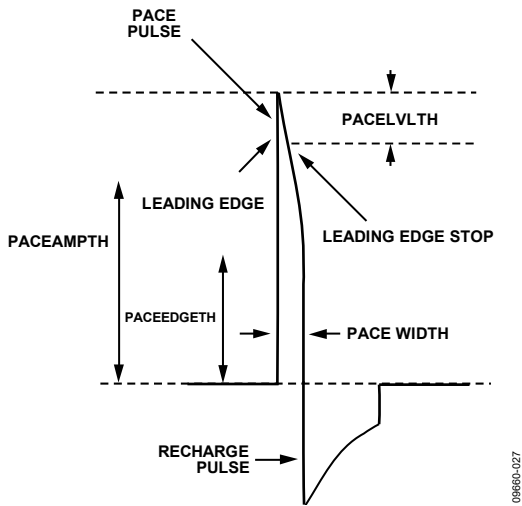 PACE
PULSE
PACELVLTH
LEADING EDGE
LEADING EDGE STOP
PACEAMPTH
PACEEDGETH
PACE WIDTH
RECHARGE
PULSE
09660-027